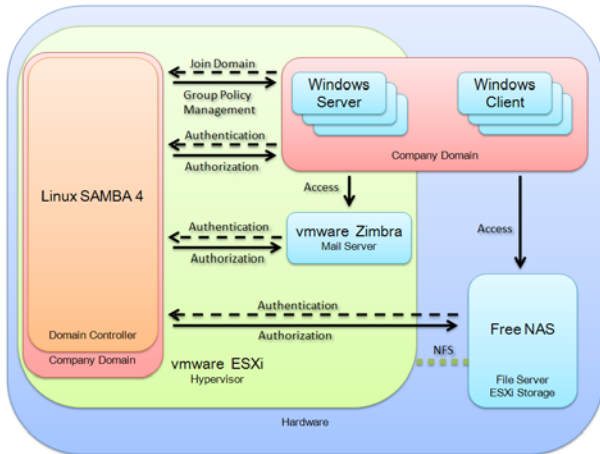 Join Domain
Group Policy
Management
Authentication
Authorization
Windows
Server
Windows
Client
Company Domain
Access
Linux SAMBA 4
Authentication
Authorization
vmware Zimbra
Mail Server
Access
Authentication
Authorization
Free NAS
NFS
File Server
ESXi Storage
Domain Controller
Company Domain
vmware ESXi
Hypervisor
Hardware